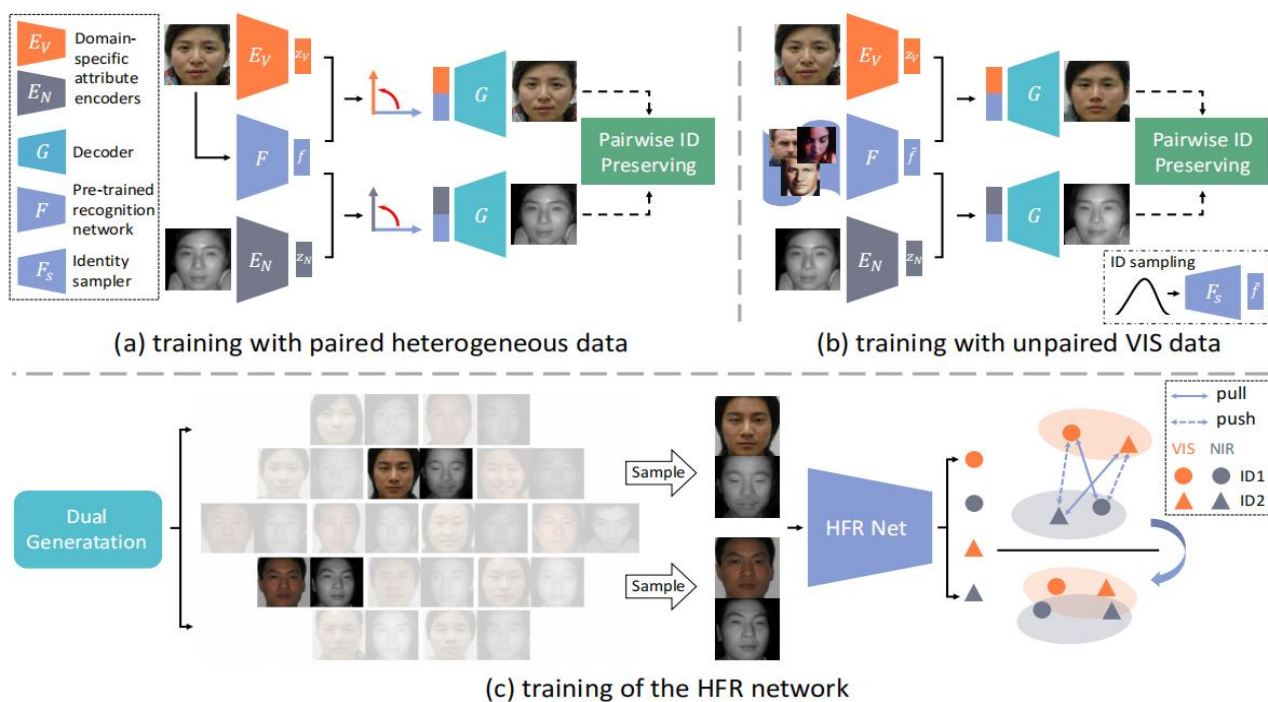 E_V
Domain-
specific
attribute
encoders
E_N
G
Decoder
F
Pre-trained
recognition
network
F_s
Identity
sampler
E_V
z_V
F
f
E_N
z_N
G
G
Pairwise ID
Preserving
(a) training with paired heterogeneous data
E_V
z_V
F
f̃
E_N
z_N
G
G
Pairwise ID
Preserving
ID sampling
F_s
f̃
(b) training with unpaired VIS data
Dual
Generatation
Sample
Sample
HFR Net
pull
push
VIS NIR
ID1
ID2
(c) training of the HFR network